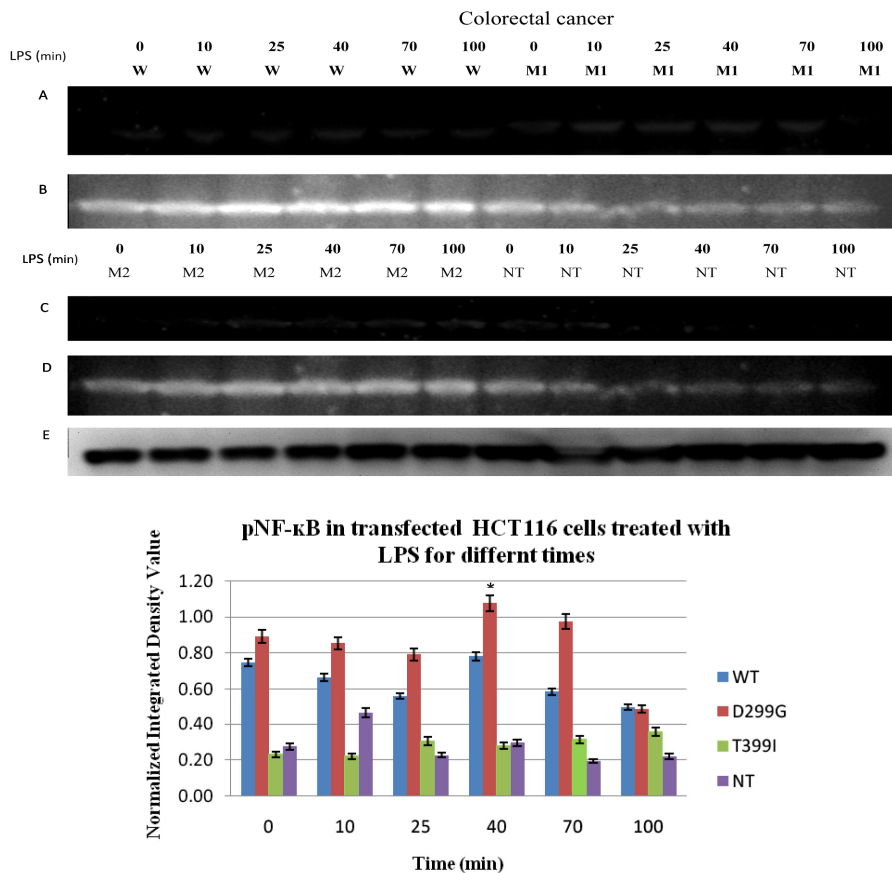 Colorectal cancer
LPS (min) 0 10 25 40 70 100 0 10 25 40 70 100
W W W W W W M1 M1 M1 M1 M1 M1
A
B
LPS (min) 0 10 25 40 70 100 0 10 25 40 70 100
M2 M2 M2 M2 M2 M2 NT NT NT NT NT NT
C
D
E
pNF-κB in transfected HCT116 cells treated with
LPS for differnt times
Normalized Integrated Density Value
1.20
1.00
0.80
0.60
0.40
0.20
0.00
*
WT
D299G
T399I
NT
0 10 25 40 70 100
Time (min)